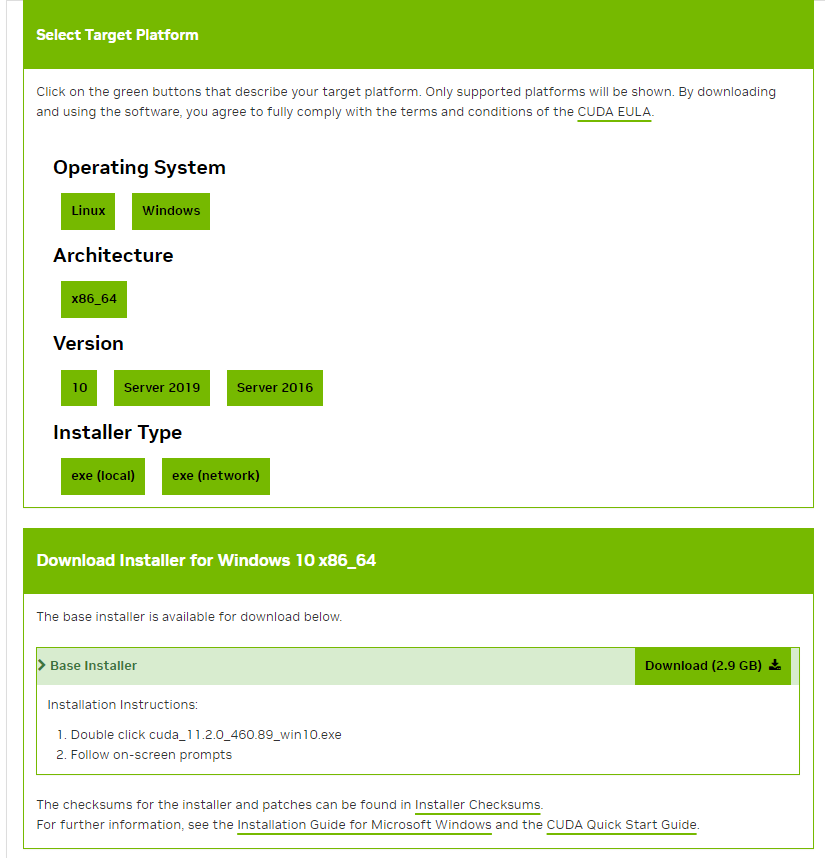 Select Target Platform
Click on the green buttons that describe your target platform. Only supported platforms will be shown. By downloading
and using the software, you agree to fully comply with the terms and conditions of the CUDA EULA.
Operating System
Linux Windows
Architecture
x86_64
Version
10 Server 2019 Server 2016
Installer Type
exe (local) exe (network)
Download Installer for Windows 10 x86_64
The base installer is available for download below.
Base Installer Download (2.9 GB)
Installation Instructions:
1. Double click cuda_11.2.0_460.89_win10.exe
2. Follow on-screen prompts
The checksums for the installer and patches can be found in Installer Checksums.
For further information, see the Installation Guide for Microsoft Windows and the CUDA Quick Start Guide.